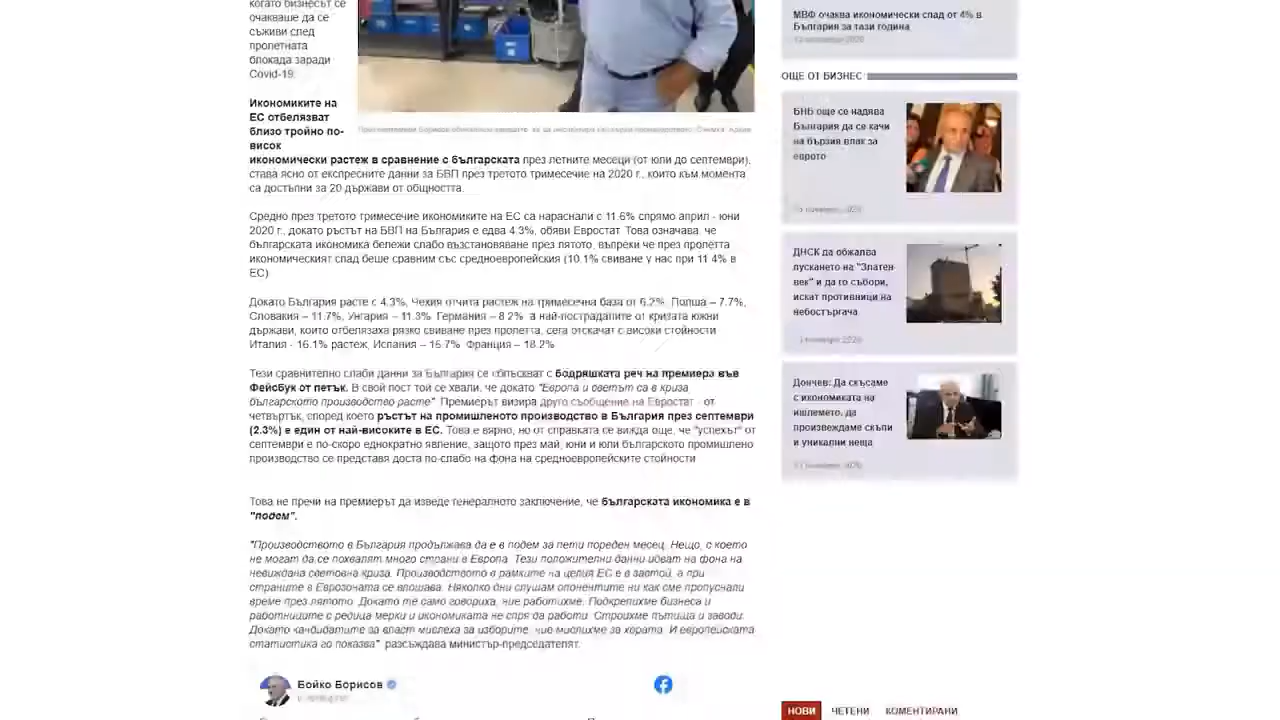 когато бизнесът се
очакваше да се
съживи след
пролетната
блокада заради
Covid-19.
Икономиките на
ЕС отбелязват
близо тройно по-
висок
икономически растеж в сравнение с българската през летните месеци (от юли до септември),
става ясно от експресните данни за БВП през третото тримесечие на 2020 г., които към момента
са достъпни за 20 държави от общността.
Средно през третото тримесечие икономиките на ЕС са нараснали с 11.6% спрямо април - юни
2020 г., докато ръстът на БВП на България е едва 4.3%, обяви Евростат. Това означава, че
българската икономика бележи слабо възстановяване през лятото, въпреки че през пролетта
икономическият спад беше сравним със средноевропейския (10.1% свиване у нас при 11.4% в
ЕС)
Докато България расте с 4.3%, Чехия отчита растеж на тримесечна база от 6.2%, Полша – 7.7%,
Словакия – 11.7%, Унгария – 11.3% Германия – 8.2% а най-пострадалите от кризата южни
държави, които отбелязаха рязко свиване през пролетта, сега отскачат с високи стойности
Италия - 16.1% растеж, Испания – 16.7% Франция – 18.2%
Тези сравнително слаби данни за България се сблъскват с бодряшката реч на премиера във
Фейсбук от петък. В свой пост той се хвали, че докато "Европа и светът са в криза
българското производство расте" Премиерът визира друго съобщение на Евростат - от
четвъртък, според което ръстът на промишленото производство в България през септември
(2.3%) е един от най-високите в ЕС. Това е вярно, но от справката се вижда още, че "успехът" от
септември е по-скоро еднократно явление, защото през май, юни и юли българското промишлено
производство се представя доста по-слабо на фона на средноевропейските стойности
Това не пречи на премиерът да изведе генералното заключение, че българската икономика е в
"подем".
"Производството в България продължава да е в подем за пети пореден месец. Нещо, с което
не могат да се похвалят много страни в Европа. Тези положителни данни идват на фона на
невиждана световна криза. Производството в рамките на целия ЕС е в застой, а при
страните в Еврозоната се влошава. Няколко дни слушам опонентите ни как сме пропуснали
време през лятото. Докато те само говориха, ние работихме. Подкрепихме бизнеса и
работниците с редица мерки и икономиката не спря да работи. Строихме пътища и заводи.
Докато кандидатите за власт мислеха за изборите, ние мислихме за хората. И европейската
статистика го показва" разсъждава министър-председателят.
Бойко Борисов
МВФ очаква икономически спад от 4% в
България за тази година
13 ноември 2020
ОЩЕ ОТ БИЗНЕС
БНБ още се надява
България да се качи
на бързия влак за
еврото
ноември 2020
ДНСК да обжалва
пускането на "Златен
век" и да го събори,
искат противници на
небостъргача
ноември 2020
Дончев: Да скъсаме
с икономиката на
ишлемето, да
произвеждаме скъпи
и уникални неща
ноември 2020
НОВИ ЧЕТЕНИ КОМЕНТИРАНИ